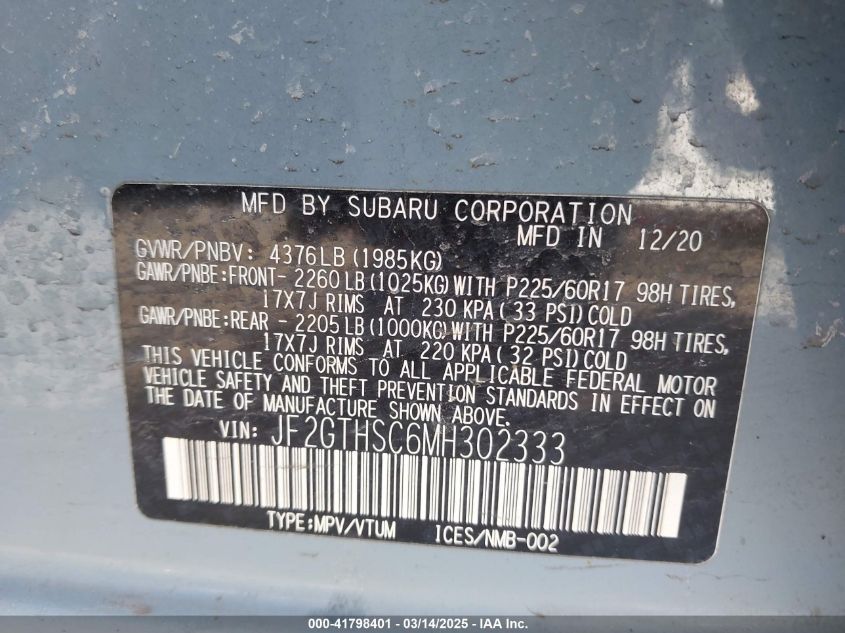 MFD BY SUBARU CORPORATION
MFD IN 12/20
GVWR/PNBV: 4376LB (1985KG)
GAWR/PNBE:FRONT- 2260LB (1025KG) WITH P225/60R17 98H TIRES,
17X7J RIMS AT 230 KPA ( 33 PSI) COLD
GAWR/PNBE:REAR - 2205LB (1000KG) WITH P225/60R17 98H TIRES,
17X7J RIMS AT 220 KPA ( 32 PSI) COLD
THIS VEHICLE CONFORMS TO ALL APPLICABLE FEDERAL MOTOR
VEHICLE SAFETY AND THEFT PREVENTION STANDARDS IN EFFECT ON
THE DATE OF MANUFACTURE SHOWN ABOVE.
VIN: JF2GTHSC6MH302333
TYPE:MPV/VTUM ICES/NMB-002
000-41798401 - 03/14/2025 - IAA Inc.